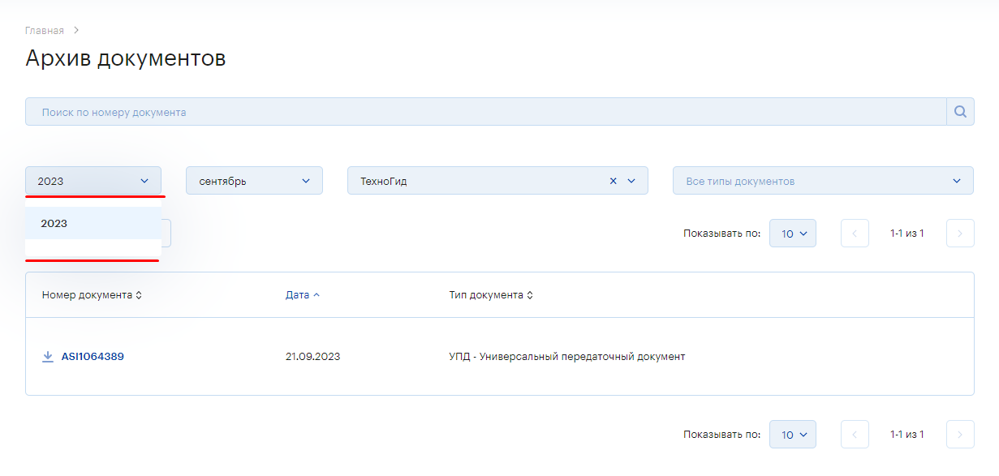 Главная
Архив документов
Поиск по номеру документа
2023 сентябрь ТехноГид Все типы документов
2023
Показывать по: 10 1-1 из 1
Номер документа Дата Тип документа
ASI1064389 21.09.2023 УПД - Универсальный передаточный документ
Показывать по: 10 1-1 из 1